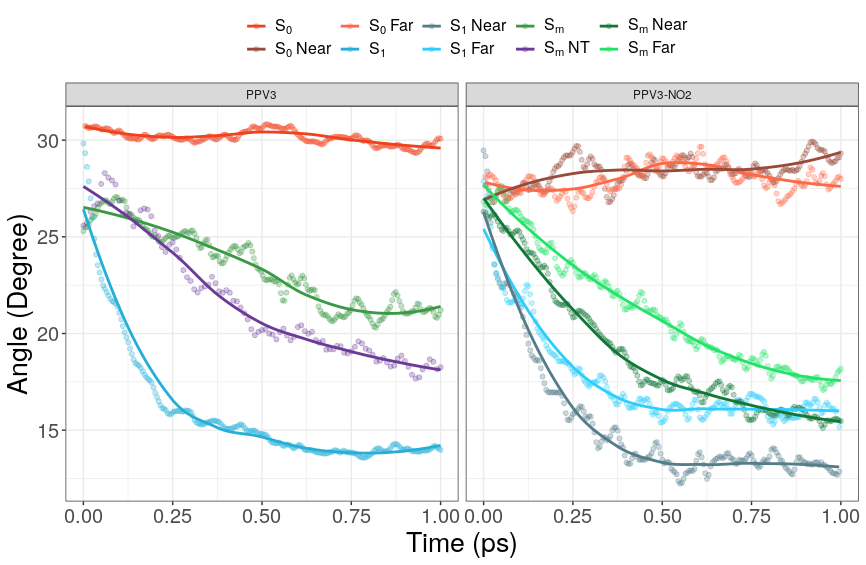 S₀ S₀ Far S₁ Near Sₘ Sₘ Near
S₀ Near S₁ S₁ Far Sₘ NT Sₘ Far
PPV3 PPV3-NO2
30
25
20
15
Angle (Degree)
0.00 0.25 0.50 0.75 1.00 0.00 0.25 0.50 0.75 1.00
Time (ps)